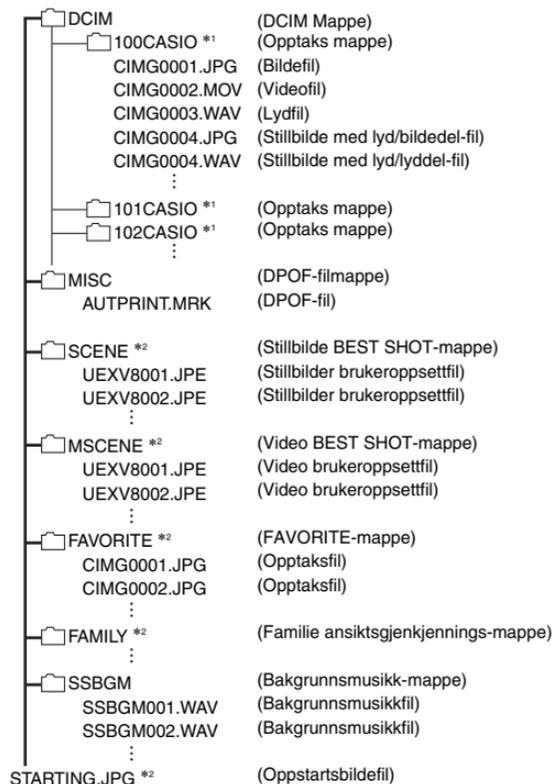 DCIM (DCIM Mappe)
100CASIO *1 (Opptaks mappe)
CIMG0001.JPG (Bildefil)
CIMG0002.MOV (Videofil)
CIMG0003.WAV (Lydfil)
CIMG0004.JPG (Stillbilde med lyd/bildedel-fil)
CIMG0004.WAV (Stillbilde med lyd/lyddel-fil)
101CASIO *1 (Opptaks mappe)
102CASIO *1 (Opptaks mappe)
MISC (DPOF-filmappe)
AUTPRINT.MRK (DPOF-fil)
SCENE *2 (Stillbilde BEST SHOT-mappe)
UEXV8001.JPE (Stillbilder brukeroppsettfil)
UEXV8002.JPE (Stillbilder brukeroppsettfil)
MSCENE *2 (Video BEST SHOT-mappe)
UEXV8001.JPE (Video brukeroppsettfil)
UEXV8002.JPE (Video brukeroppsettfil)
FAVORITE *2 (FAVORITE-mappe)
CIMG0001.JPG (Opptaksfil)
CIMG0002.JPG (Opptaksfil)
FAMILY *2 (Familie ansiktsgjenkjennings-mappe)
SSBGM (Bakgrunnsmusikk-mappe)
SSBGM001.WAV (Bakgrunnsmusikkfil)
SSBGM002.WAV (Bakgrunnsmusikkfil)
STARTING.JPG *2 (Oppstartsbildefil)